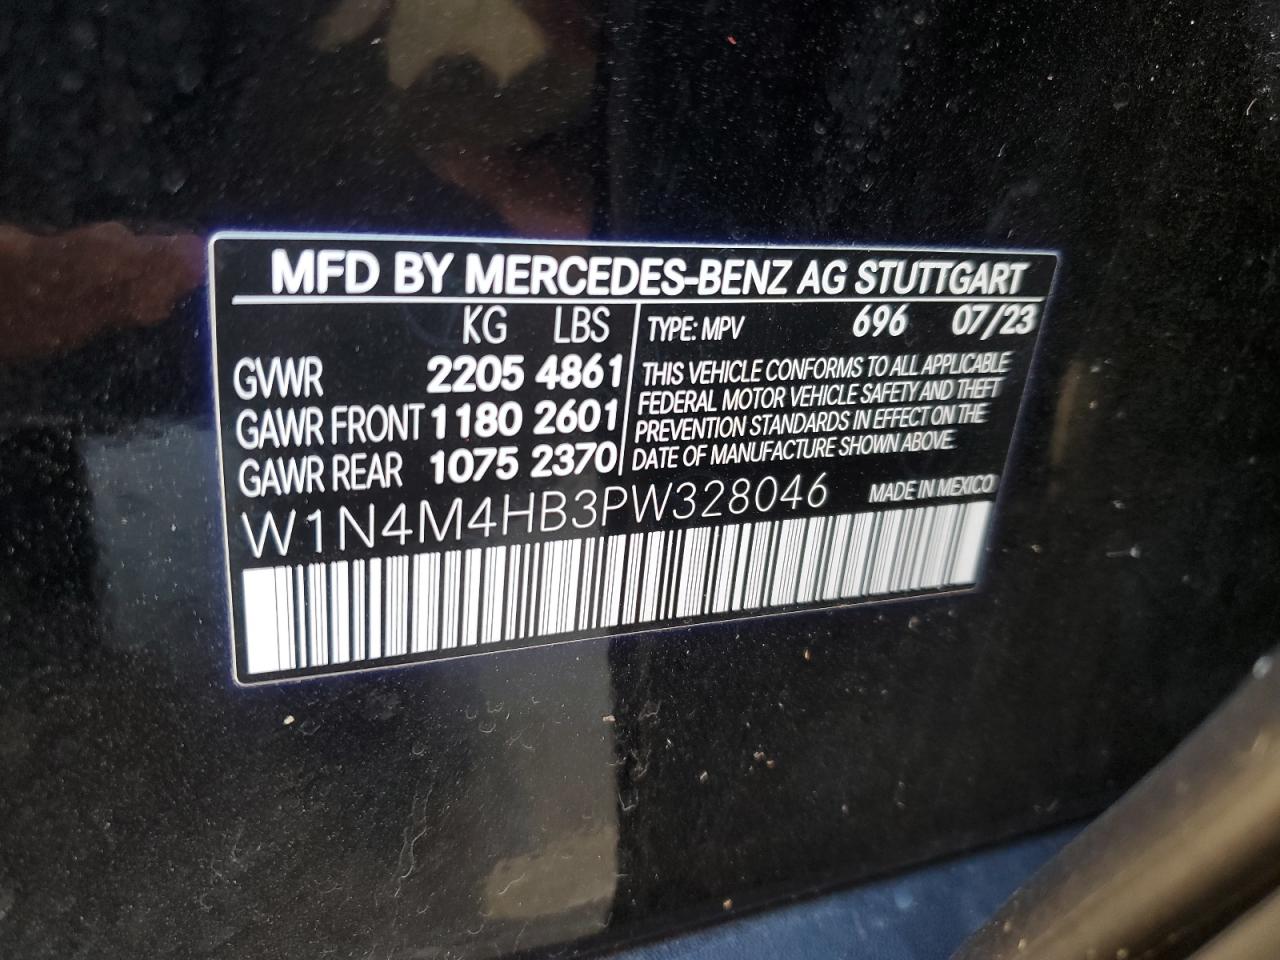 MFD BY MERCEDES-BENZ AG STUTTGART
KG LBS
GVWR 2205 4861
GAWR FRONT 1180 2601
GAWR REAR 1075 2370
TYPE: MPV 696 07/23
THIS VEHICLE CONFORMS TO ALL APPLICABLE
FEDERAL MOTOR VEHICLE SAFETY AND THEFT
PREVENTION STANDARDS IN EFFECT ON THE
DATE OF MANUFACTURE SHOWN ABOVE.
W1N4M4HB3PW328046 MADE IN MEXICO